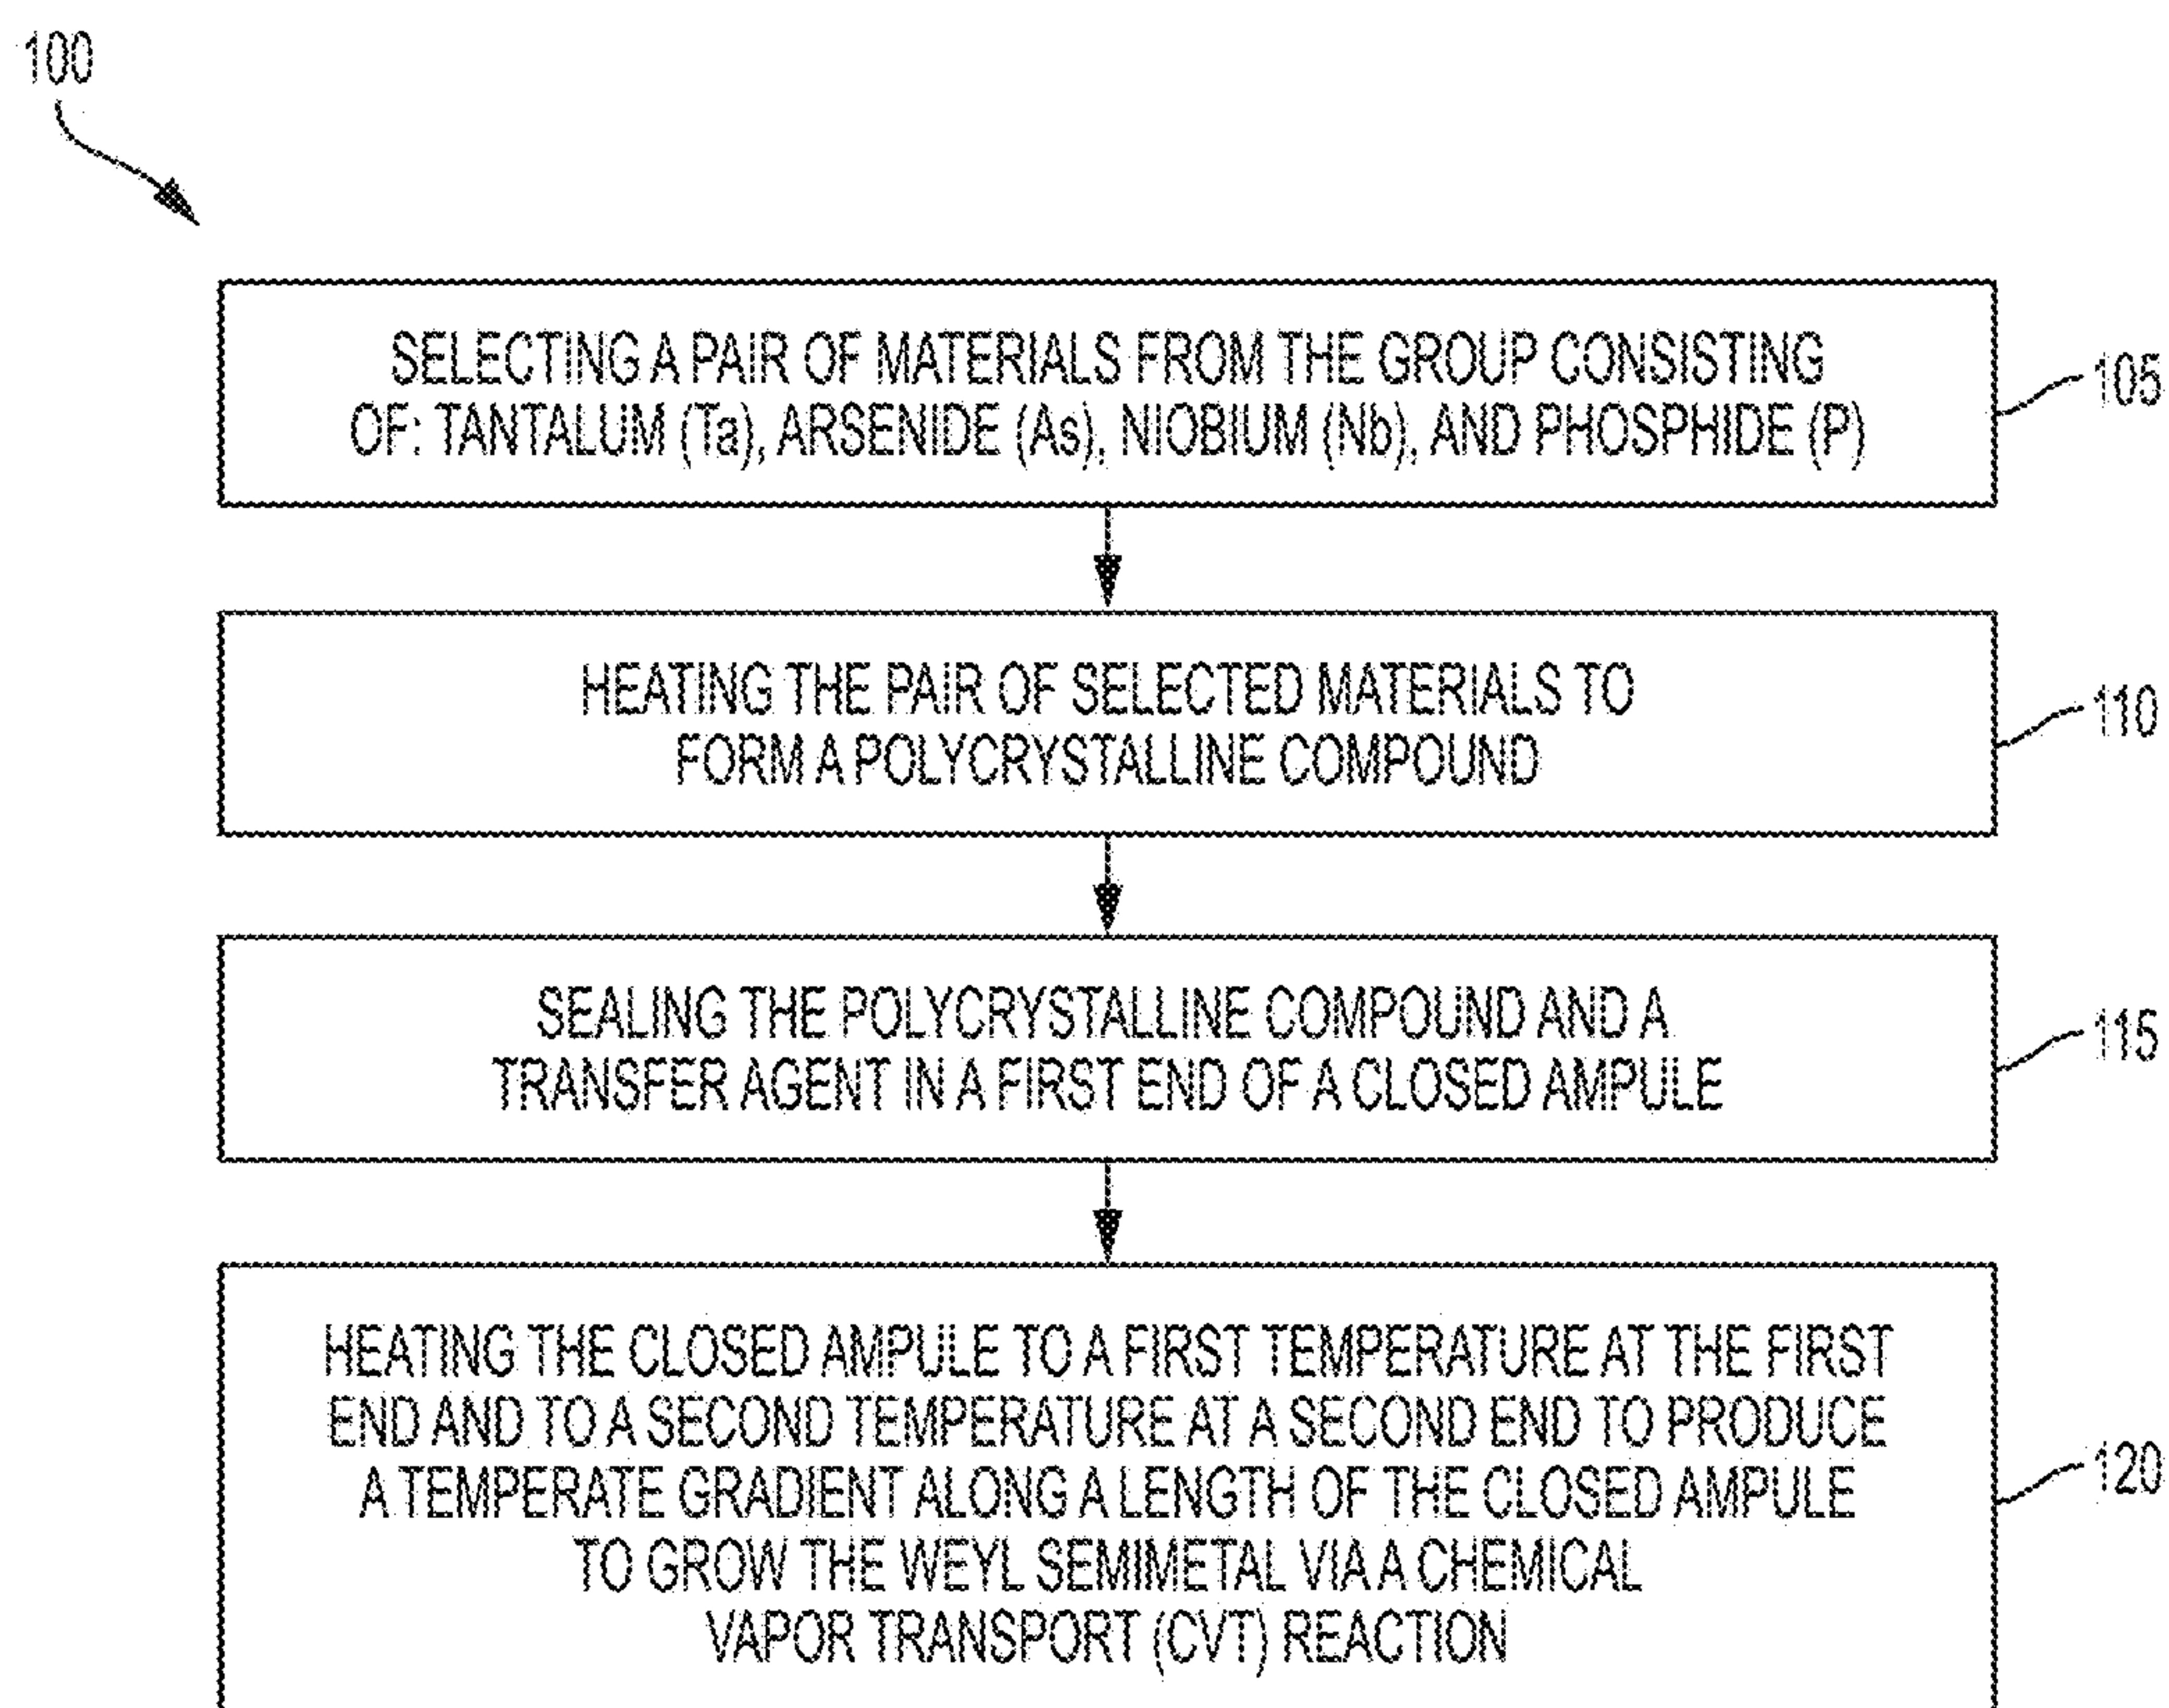 100
SELECTING A PAIR OF MATERIALS FROM THE GROUP CONSISTING
OF: TANTALUM (Ta), ARSENIDE (As), NIOBIUM (Nb), AND PHOSPHIDE (P)
105
HEATING THE PAIR OF SELECTED MATERIALS TO
FORM A POLYCRYSTALLINE COMPOUND
110
SEALING THE POLYCRYSTALLINE COMPOUND AND A
TRANSFER AGENT IN A FIRST END OF A CLOSED AMPULE
115
HEATING THE CLOSED AMPULE TO A FIRST TEMPERATURE AT THE FIRST
END AND TO A SECOND TEMPERATURE AT A SECOND END TO PRODUCE
A TEMPERATE GRADIENT ALONG A LENGTH OF THE CLOSED AMPULE
TO GROW THE WEYL SEMIMETAL VIA A CHEMICAL
VAPOR TRANSPORT (CVT) REACTION
120